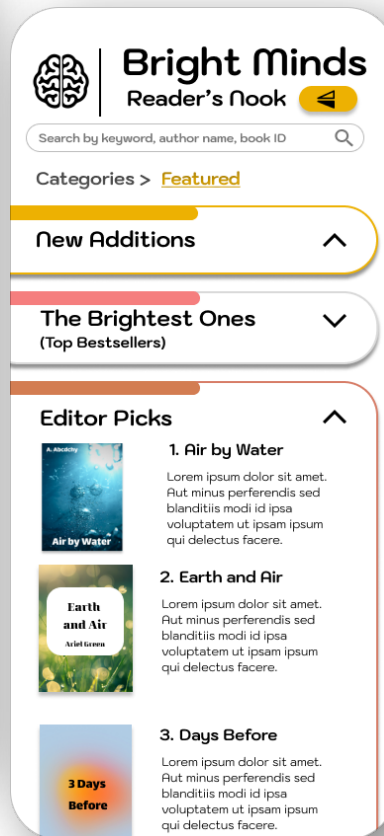 Bright Minds
Reader's Nook
Search by keyword, author name, book ID
Categories > Featured
New Additions
The Brightest Ones
(Top Bestsellers)
Editor Picks
A. Abcdchy
Air by Water
1. Air by Water
Lorem ipsum dolor sit amet.
Aut minus perferendis sed
blanditiis modi id ipsa
voluptatem ut ipsam ipsum
qui delectus facere.
Earth
and Air
Ariel Green
2. Earth and Air
Lorem ipsum dolor sit amet.
Aut minus perferendis sed
blanditiis modi id ipsa
voluptatem ut ipsam ipsum
qui delectus facere.
3 Days
Before
3. Days Before
Lorem ipsum dolor sit amet.
Aut minus perferendis sed
blanditiis modi id ipsa
voluptatem ut ipsam ipsum
qui delectus facere.